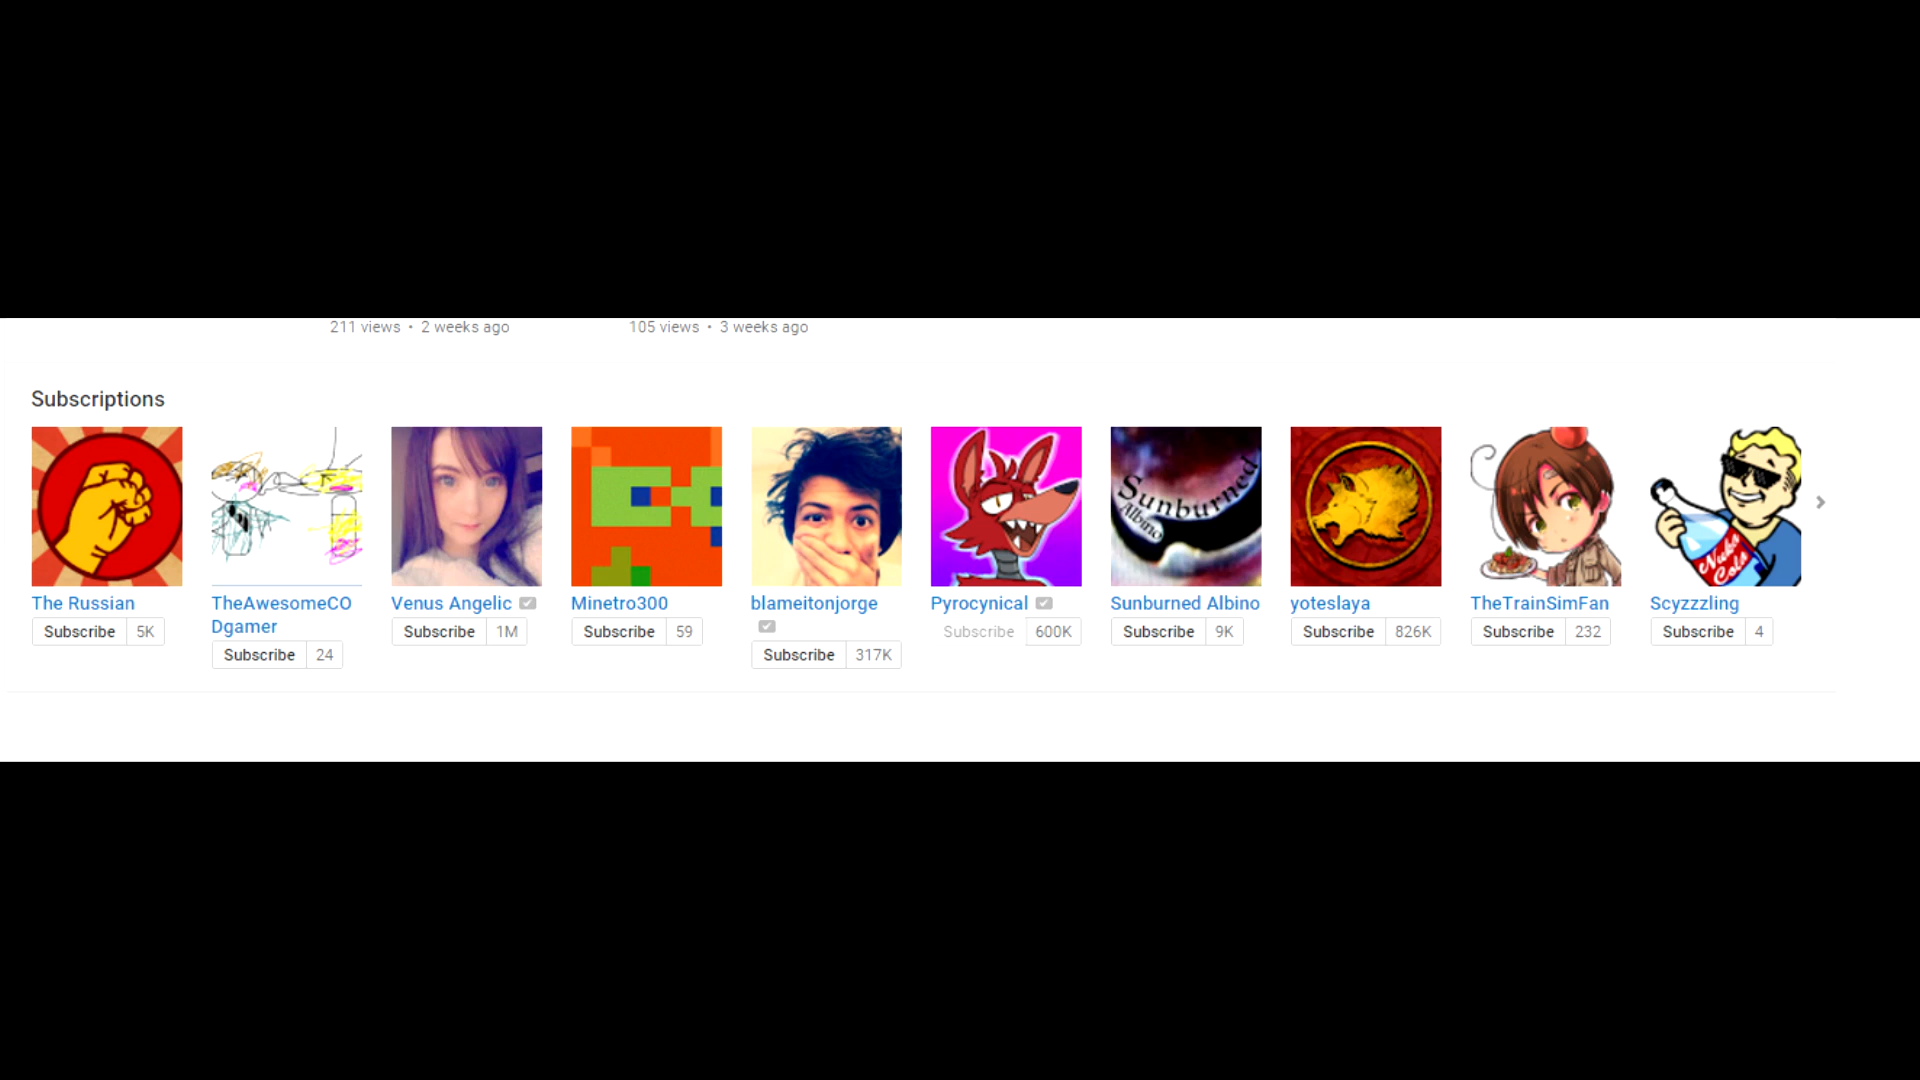 211 views • 2 weeks ago
105 views • 3 weeks ago
Subscriptions
Sunburned
Albino
Nuka
Cola
The Russian
TheAwesomeCO
Dgamer
Venus Angelic
Minetro300
blameitonjorge
Pyrocynical
Sunburned Albino
yoteslaya
TheTrainSimFan
Scyzzzling
Subscribe 5K
Subscribe 24
Subscribe 1M
Subscribe 59
Subscribe 317K
Subscribe 600K
Subscribe 9K
Subscribe 826K
Subscribe 232
Subscribe 4